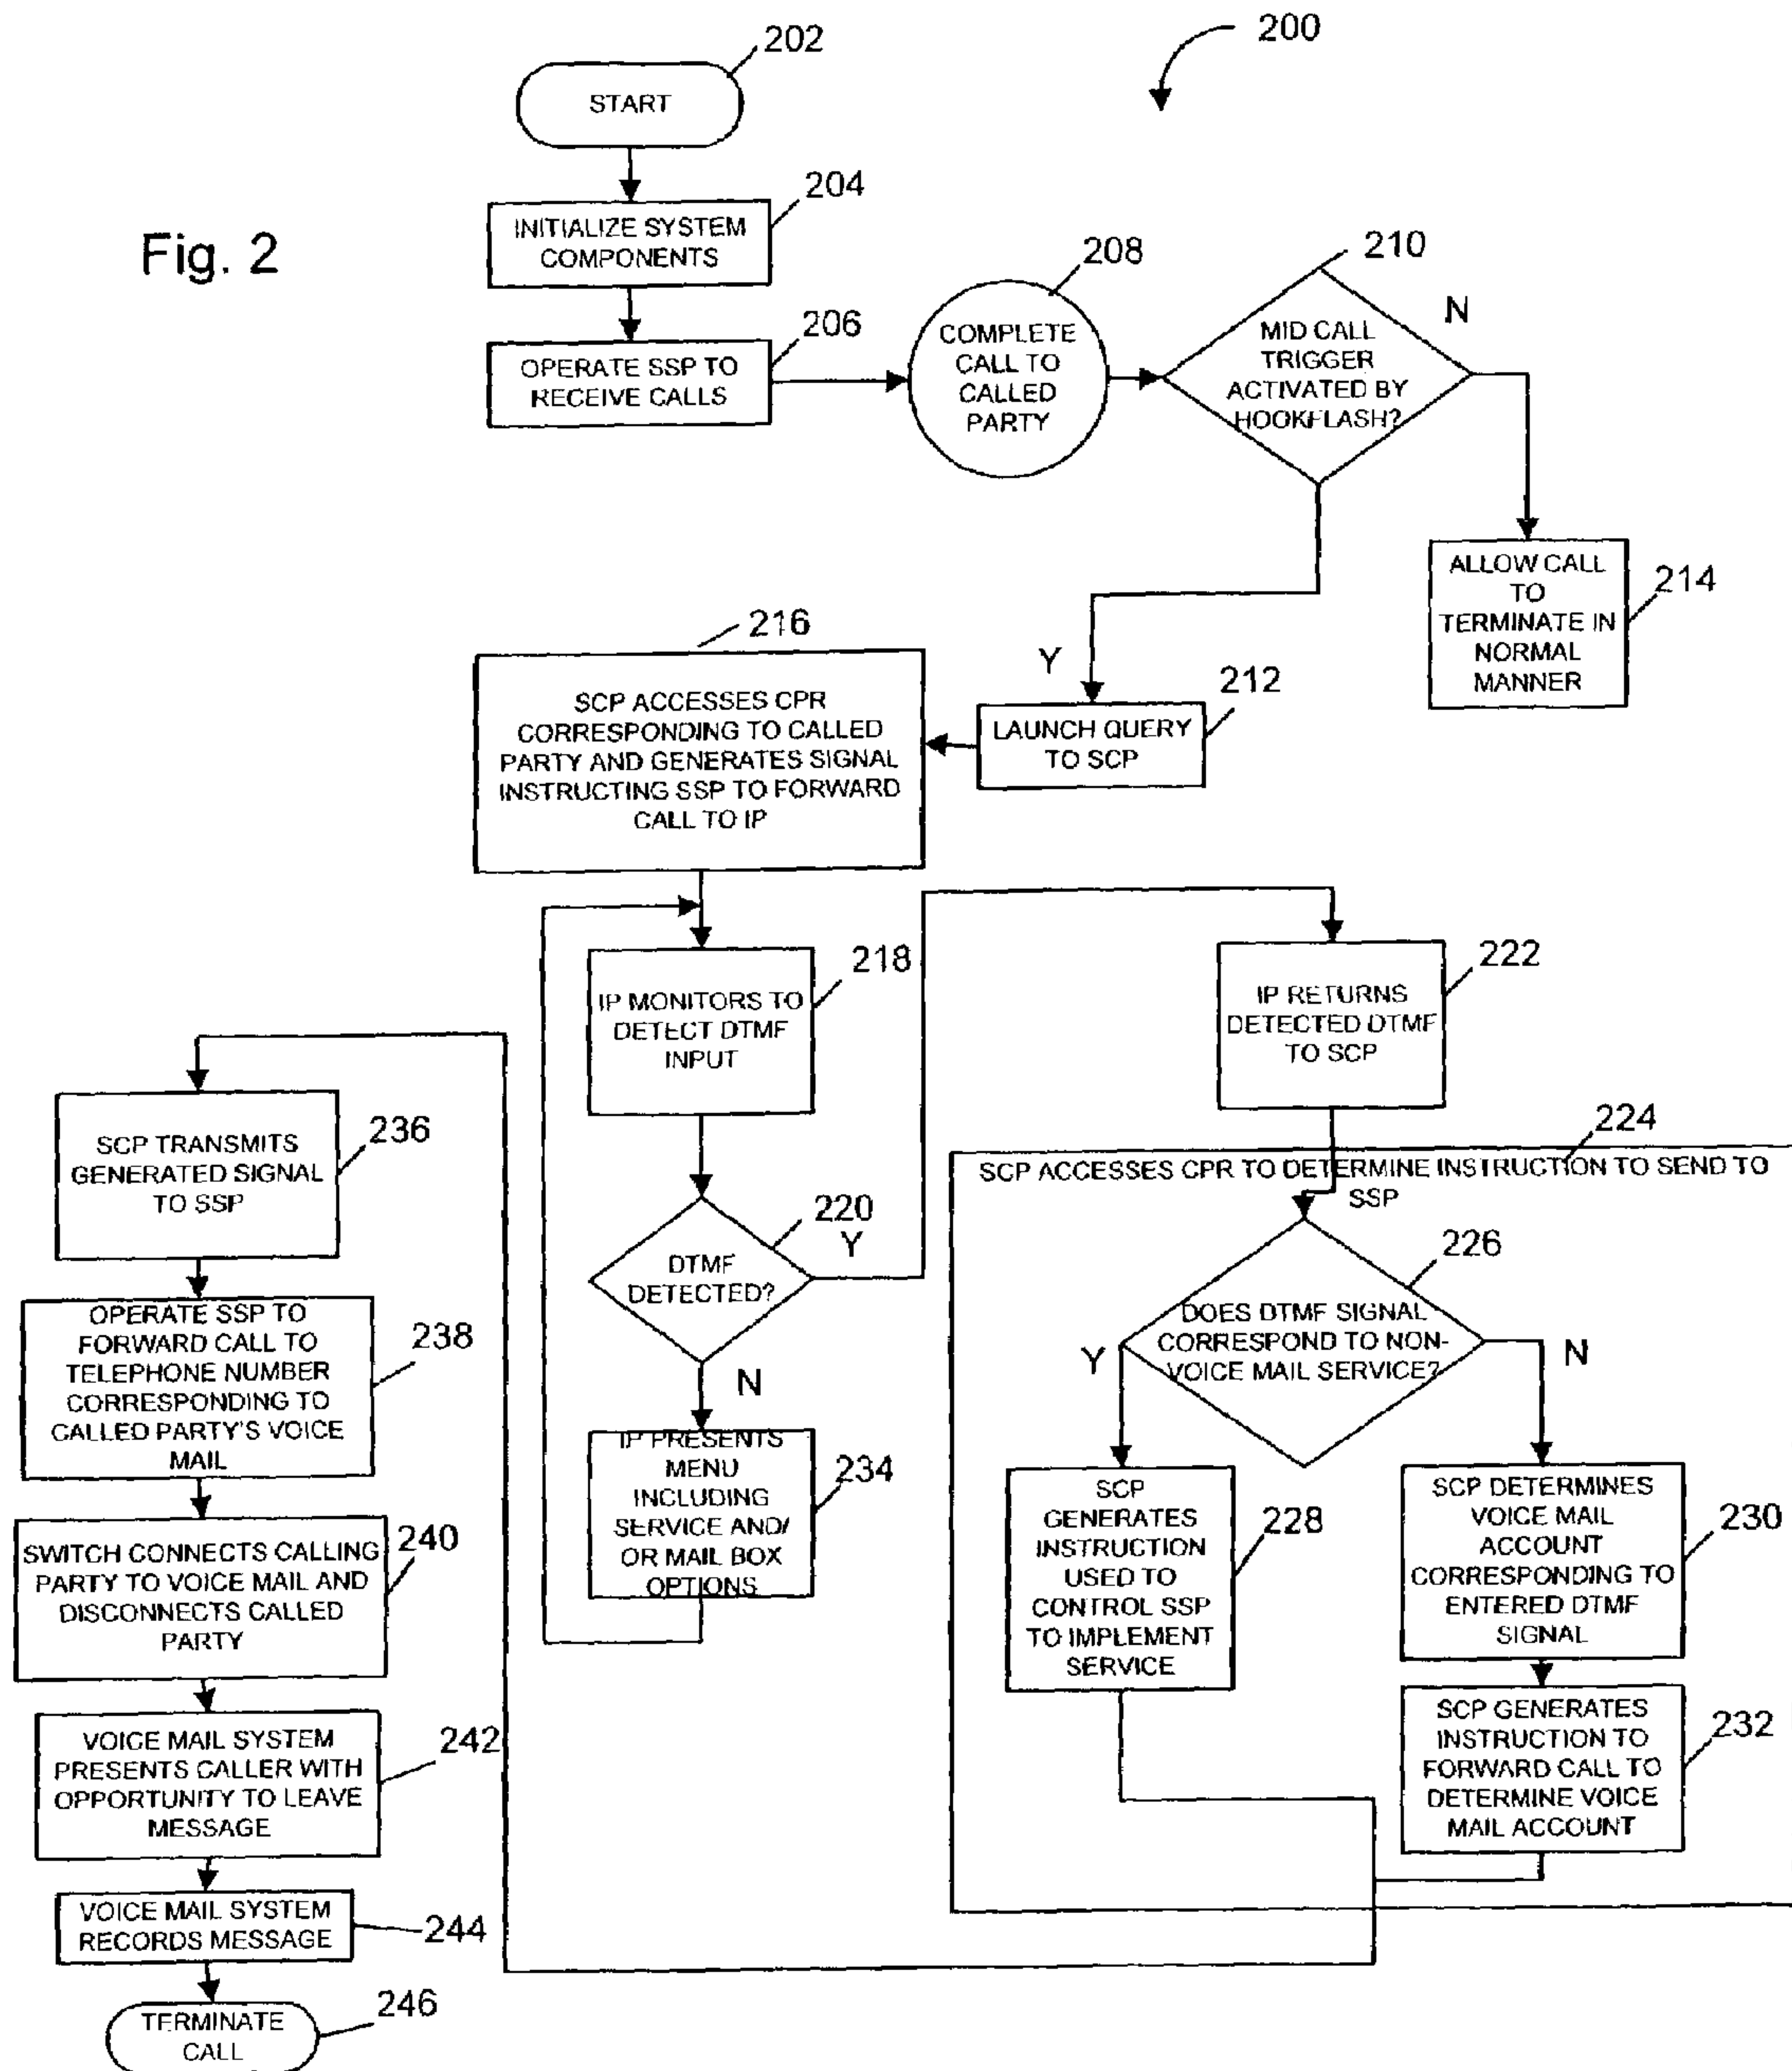 200
202
START
204
INITIALIZE SYSTEM
COMPONENTS
Fig. 2
206
OPERATE SSP TO
RECEIVE CALLS
208
COMPLETE
CALL TO
CALLED
PARTY
210
MID CALL
TRIGGER
ACTIVATED BY
HOOKFLASH?
N
Y
ALLOW CALL
TO
TERMINATE IN
NORMAL
MANNER
214
212
LAUNCH QUERY
TO SCP
216
SCP ACCESSES CPR
CORRESPONDING TO CALLED
PARTY AND GENERATES SIGNAL
INSTRUCTING SSP TO FORWARD
CALL TO IP
218
IP MONITORS TO
DETECT DTMF
INPUT
220
DTMF
DETECTED?
Y
N
222
IP RETURNS
DETECTED DTMF
TO SCP
224
SCP ACCESSES CPR TO DETERMINE INSTRUCTION TO SEND TO
SSP
226
DOES DTMF SIGNAL
CORRESPOND TO NON-
VOICE MAIL SERVICE?
Y
N
SCP
GENERATES
INSTRUCTION
USED TO
CONTROL SSP
TO IMPLEMENT
SERVICE
228
SCP DETERMINES
VOICE MAIL
ACCOUNT
CORRESPONDING TO
ENTERED DTMF
SIGNAL
230
SCP GENERATES
INSTRUCTION TO
FORWARD CALL TO
DETERMINE VOICE
MAIL ACCOUNT
232
IP PRESENTS
MENU
INCLUDING
SERVICE AND/
OR MAIL BOX
OPTIONS
234
SCP TRANSMITS
GENERATED SIGNAL
TO SSP
236
OPERATE SSP TO
FORWARD CALL TO
TELEPHONE NUMBER
CORRESPONDING TO
CALLED PARTY'S VOICE
MAIL
238
SWITCH CONNECTS CALLING
PARTY TO VOICE MAIL AND
DISCONNECTS CALLED
PARTY
240
VOICE MAIL SYSTEM
PRESENTS CALLER WITH
OPPORTUNITY TO LEAVE
MESSAGE
242
VOICE MAIL SYSTEM
RECORDS MESSAGE
244
TERMINATE
CALL
246